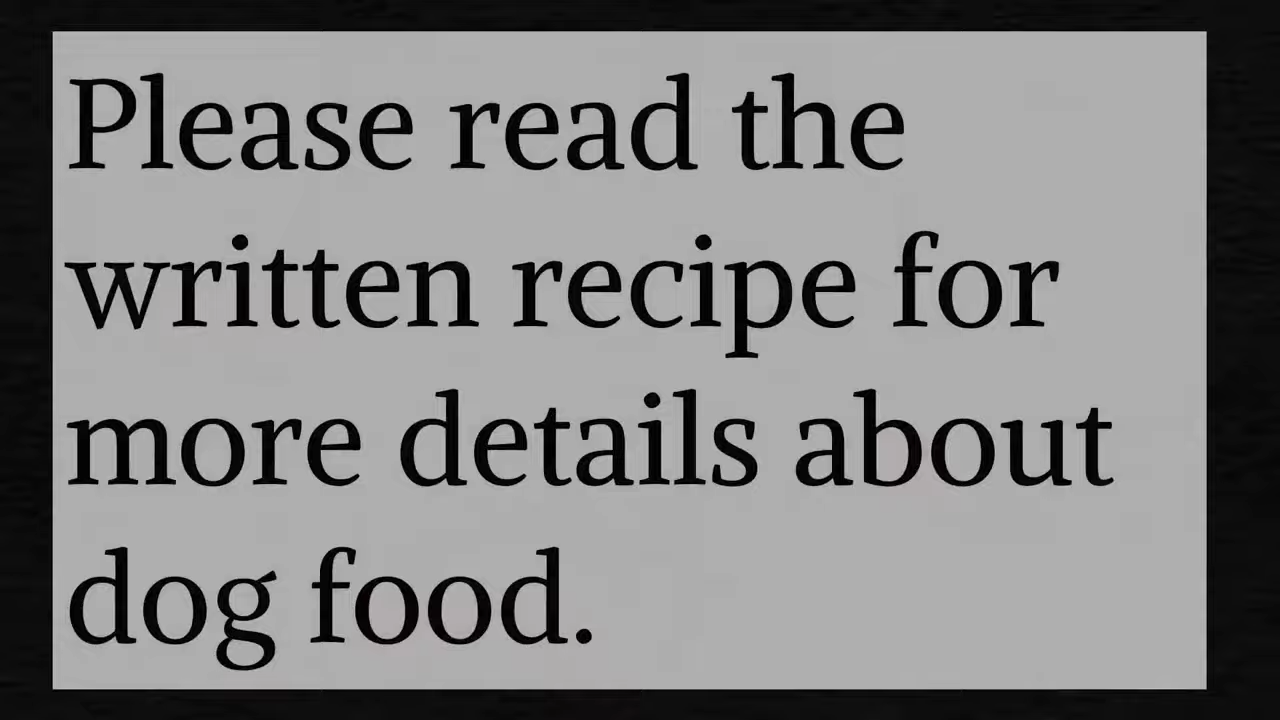 Please read the
written recipe for
more details about
dog food.